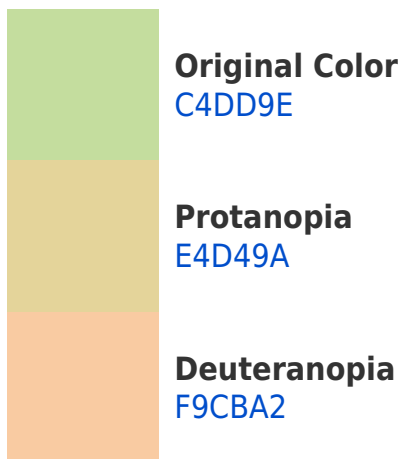 Original Color
C4DD9E
Protanopia
E4D49A
Deuteranopia
F9CBA2